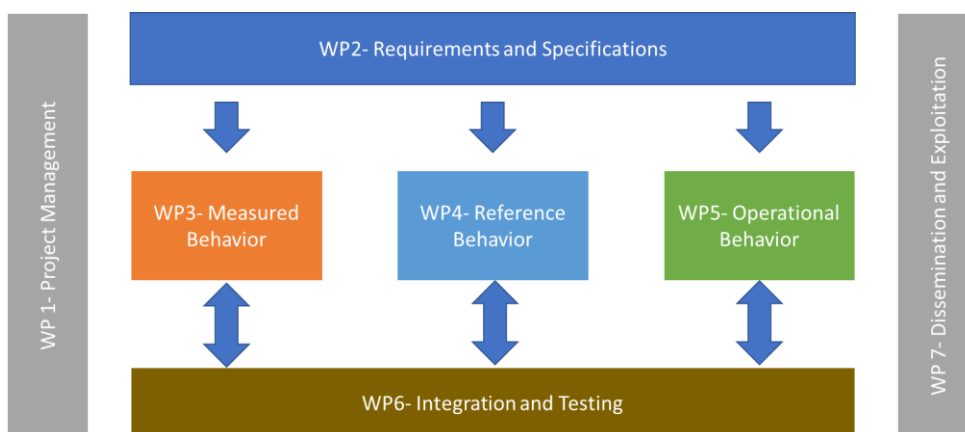 WP 1- Project Management
WP2- Requirements and Specifications
WP3- Measured
Behavior
WP4- Reference
Behavior
WP5- Operational
Behavior
WP6- Integration and Testing
WP 7- Dissemination and Exploitation